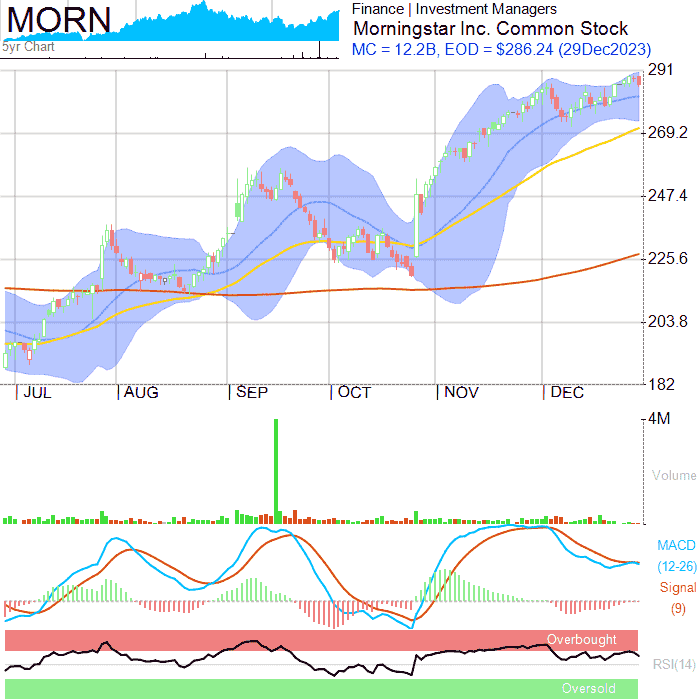 MORN
5yr Chart
Finance | Investment Managers
Morningstar Inc. Common Stock
MC = 12.2B, EOD = $286.24 (29Dec2023)
291
269.2
247.4
225.6
203.8
182
JUL AUG SEP OCT NOV DEC
4M
Volume
MACD
(12-26)
Signal
(9)
Overbought
RSI(14)
Oversold